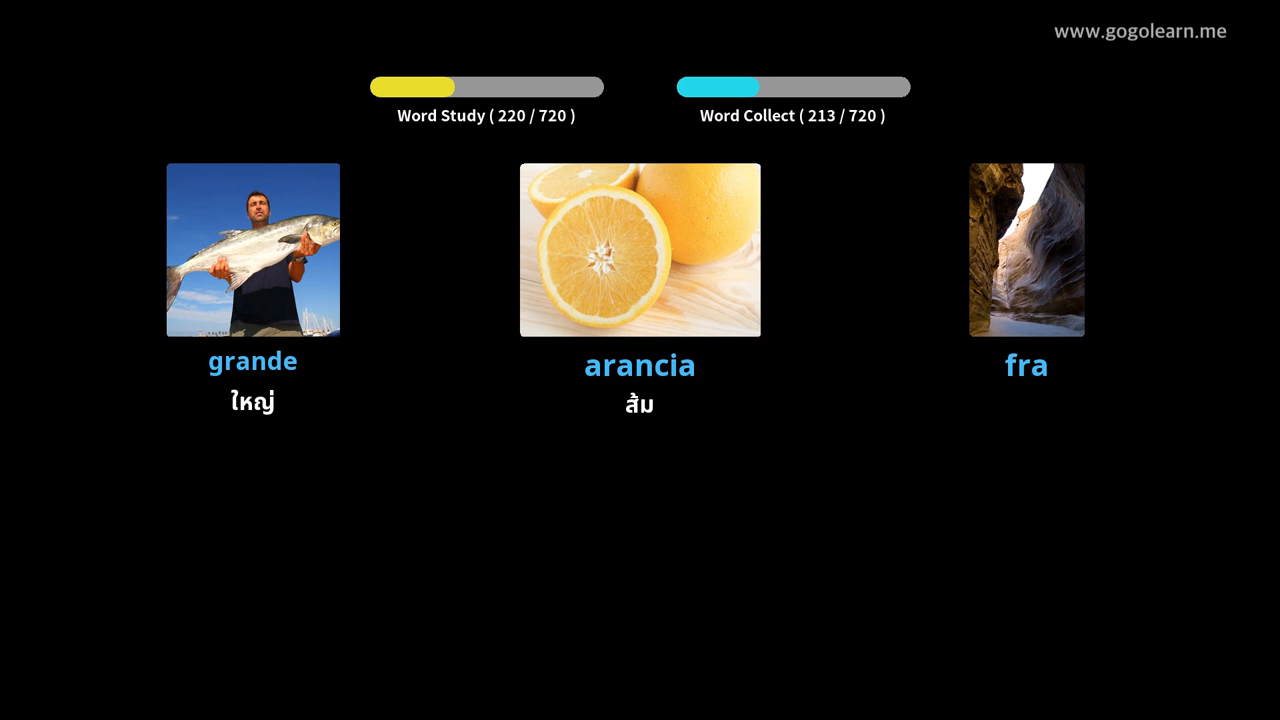 www.gogolearn.me
Word Study ( 220 / 720 )
Word Collect ( 213 / 720 )
grande
ใหญ่
arancia
ส้ม
fra